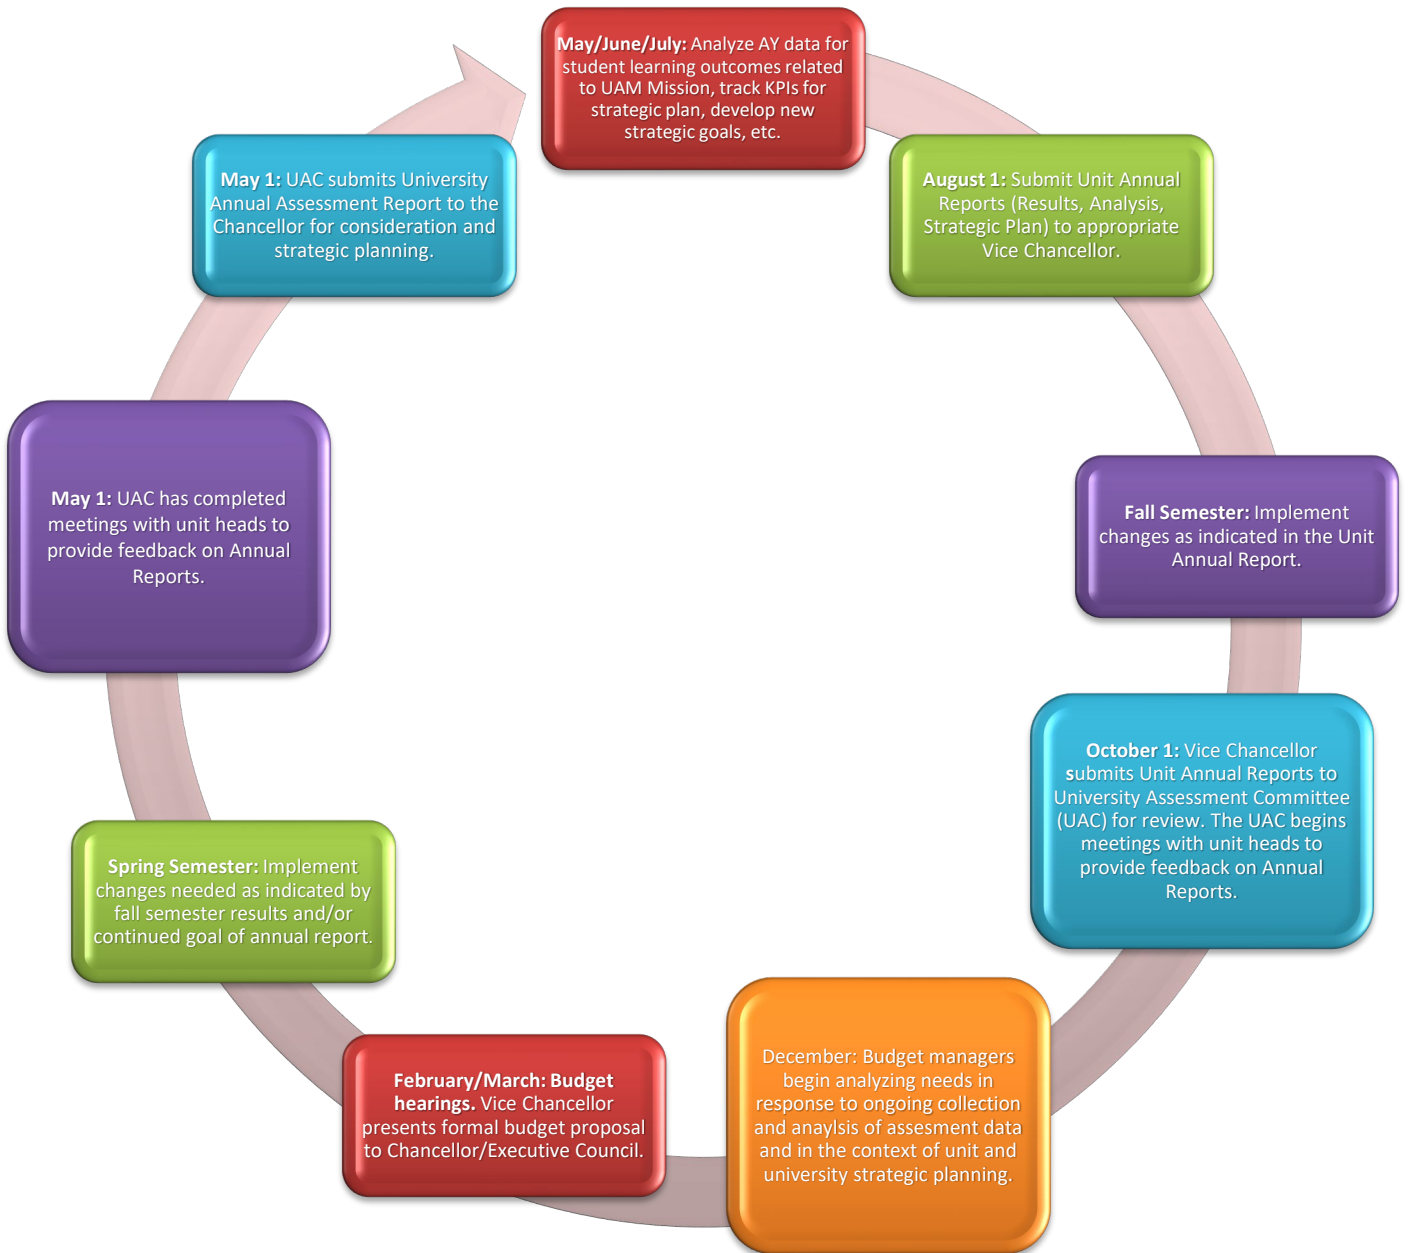 May/June/July: Analyze AY data for
student learning outcomes related
to UAM Mission, track KPIs for
strategic plan, develop new
strategic goals, etc.
August 1: Submit Unit Annual
Reports (Results, Analysis,
Strategic Plan) to appropriate
Vice Chancellor.
Fall Semester: Implement
changes as indicated in the Unit
Annual Report.
October 1: Vice Chancellor
submits Unit Annual Reports to
University Assessment Committee
(UAC) for review. The UAC begins
meetings with unit heads to
provide feedback on Annual
Reports.
December: Budget managers
begin analyzing needs in
response to ongoing collection
and anaylsis of assesment data
and in the context of unit and
university strategic planning.
February/March: Budget
hearings. Vice Chancellor
presents formal budget proposal
to Chancellor/Executive Council.
Spring Semester: Implement
changes needed as indicated by
fall semester results and/or
continued goal of annual report.
May 1: UAC has completed
meetings with unit heads to
provide feedback on Annual
Reports.
May 1: UAC submits University
Annual Assessment Report to the
Chancellor for consideration and
strategic planning.